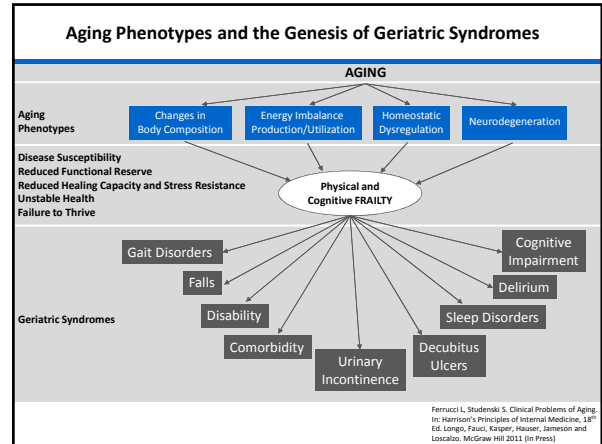 Aging Phenotypes and the Genesis of Geriatric Syndromes
AGING
Aging
Phenotypes
Changes in
Body Composition
Energy Imbalance
Production/Utilization
Homeostatic
Dysregulation
Neurodegeneration
Disease Susceptibility
Reduced Functional Reserve
Reduced Healing Capacity and Stress Resistance
Unstable Health
Failure to Thrive
Physical and
Cognitive FRAILTY
Geriatric Syndromes
Gait Disorders
Falls
Disability
Comorbidity
Urinary
Incontinence
Decubitus
Ulcers
Sleep Disorders
Delirium
Cognitive
Impairment
Ferrucci L, Studenski S. Clinical Problems of Aging.
In: Harrison's Principles of Internal Medicine, 18th
Ed. Longo, Fauci, Kasper, Hauser, Jameson and
Loscalzo. McGraw Hill 2011 (In Press)